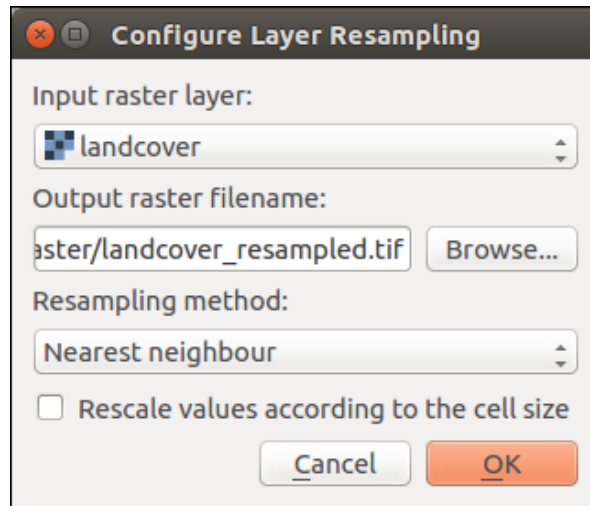 Configure Layer Resampling
Input raster layer:
landcover
Output raster filename:
aster/landcover_resampled.tif Browse...
Resampling method:
Nearest neighbour
Rescale values according to the cell size
Cancel OK